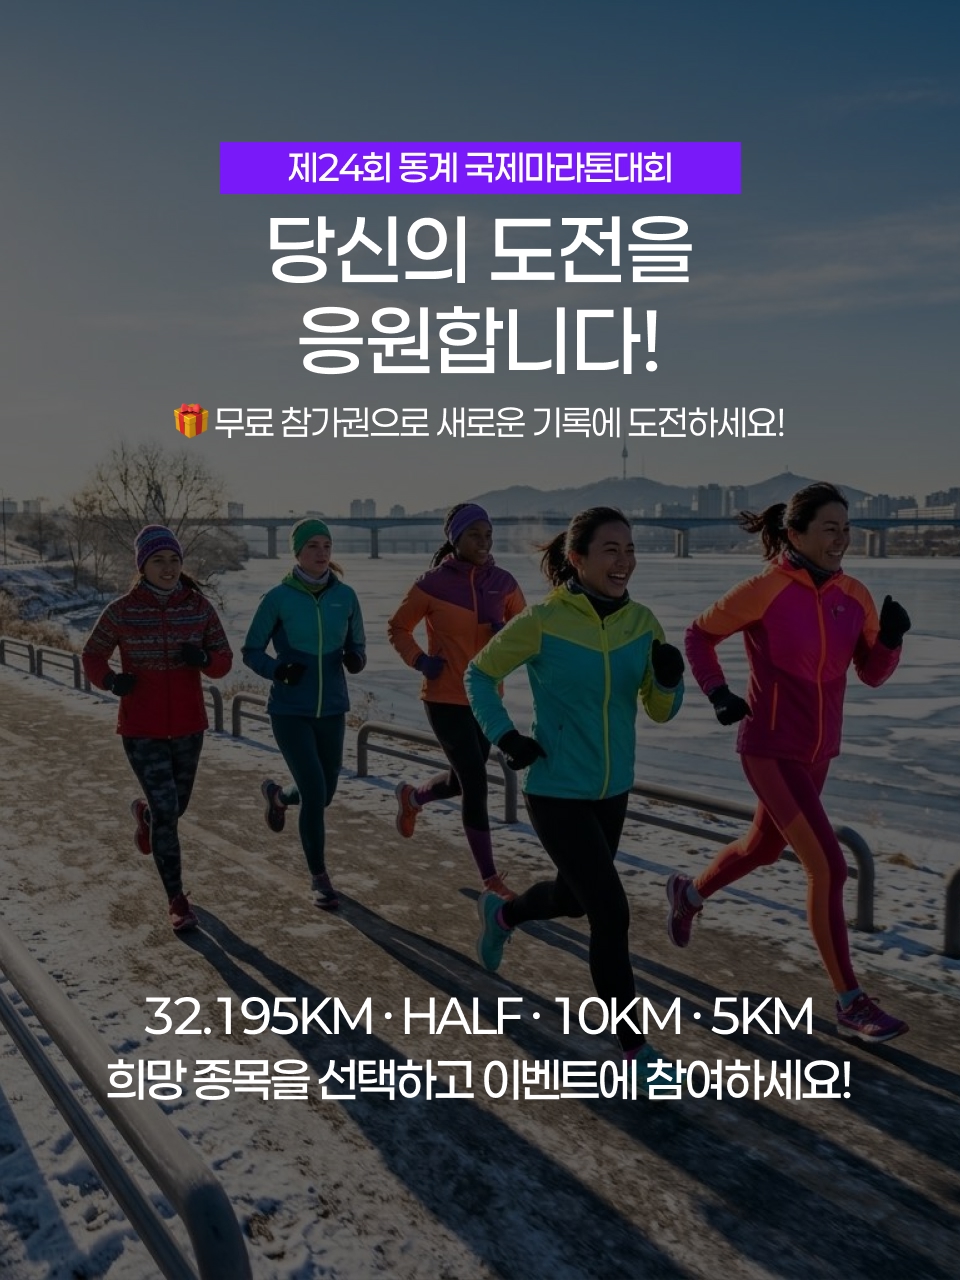 제24회 동계 국제마라톤대회
당신의 도전을
응원합니다!
🎁 무료 참가권으로 새로운 기록에 도전하세요!
32.195KM · HALF · 10KM · 5KM
희망 종목을 선택하고 이벤트에 참여하세요!